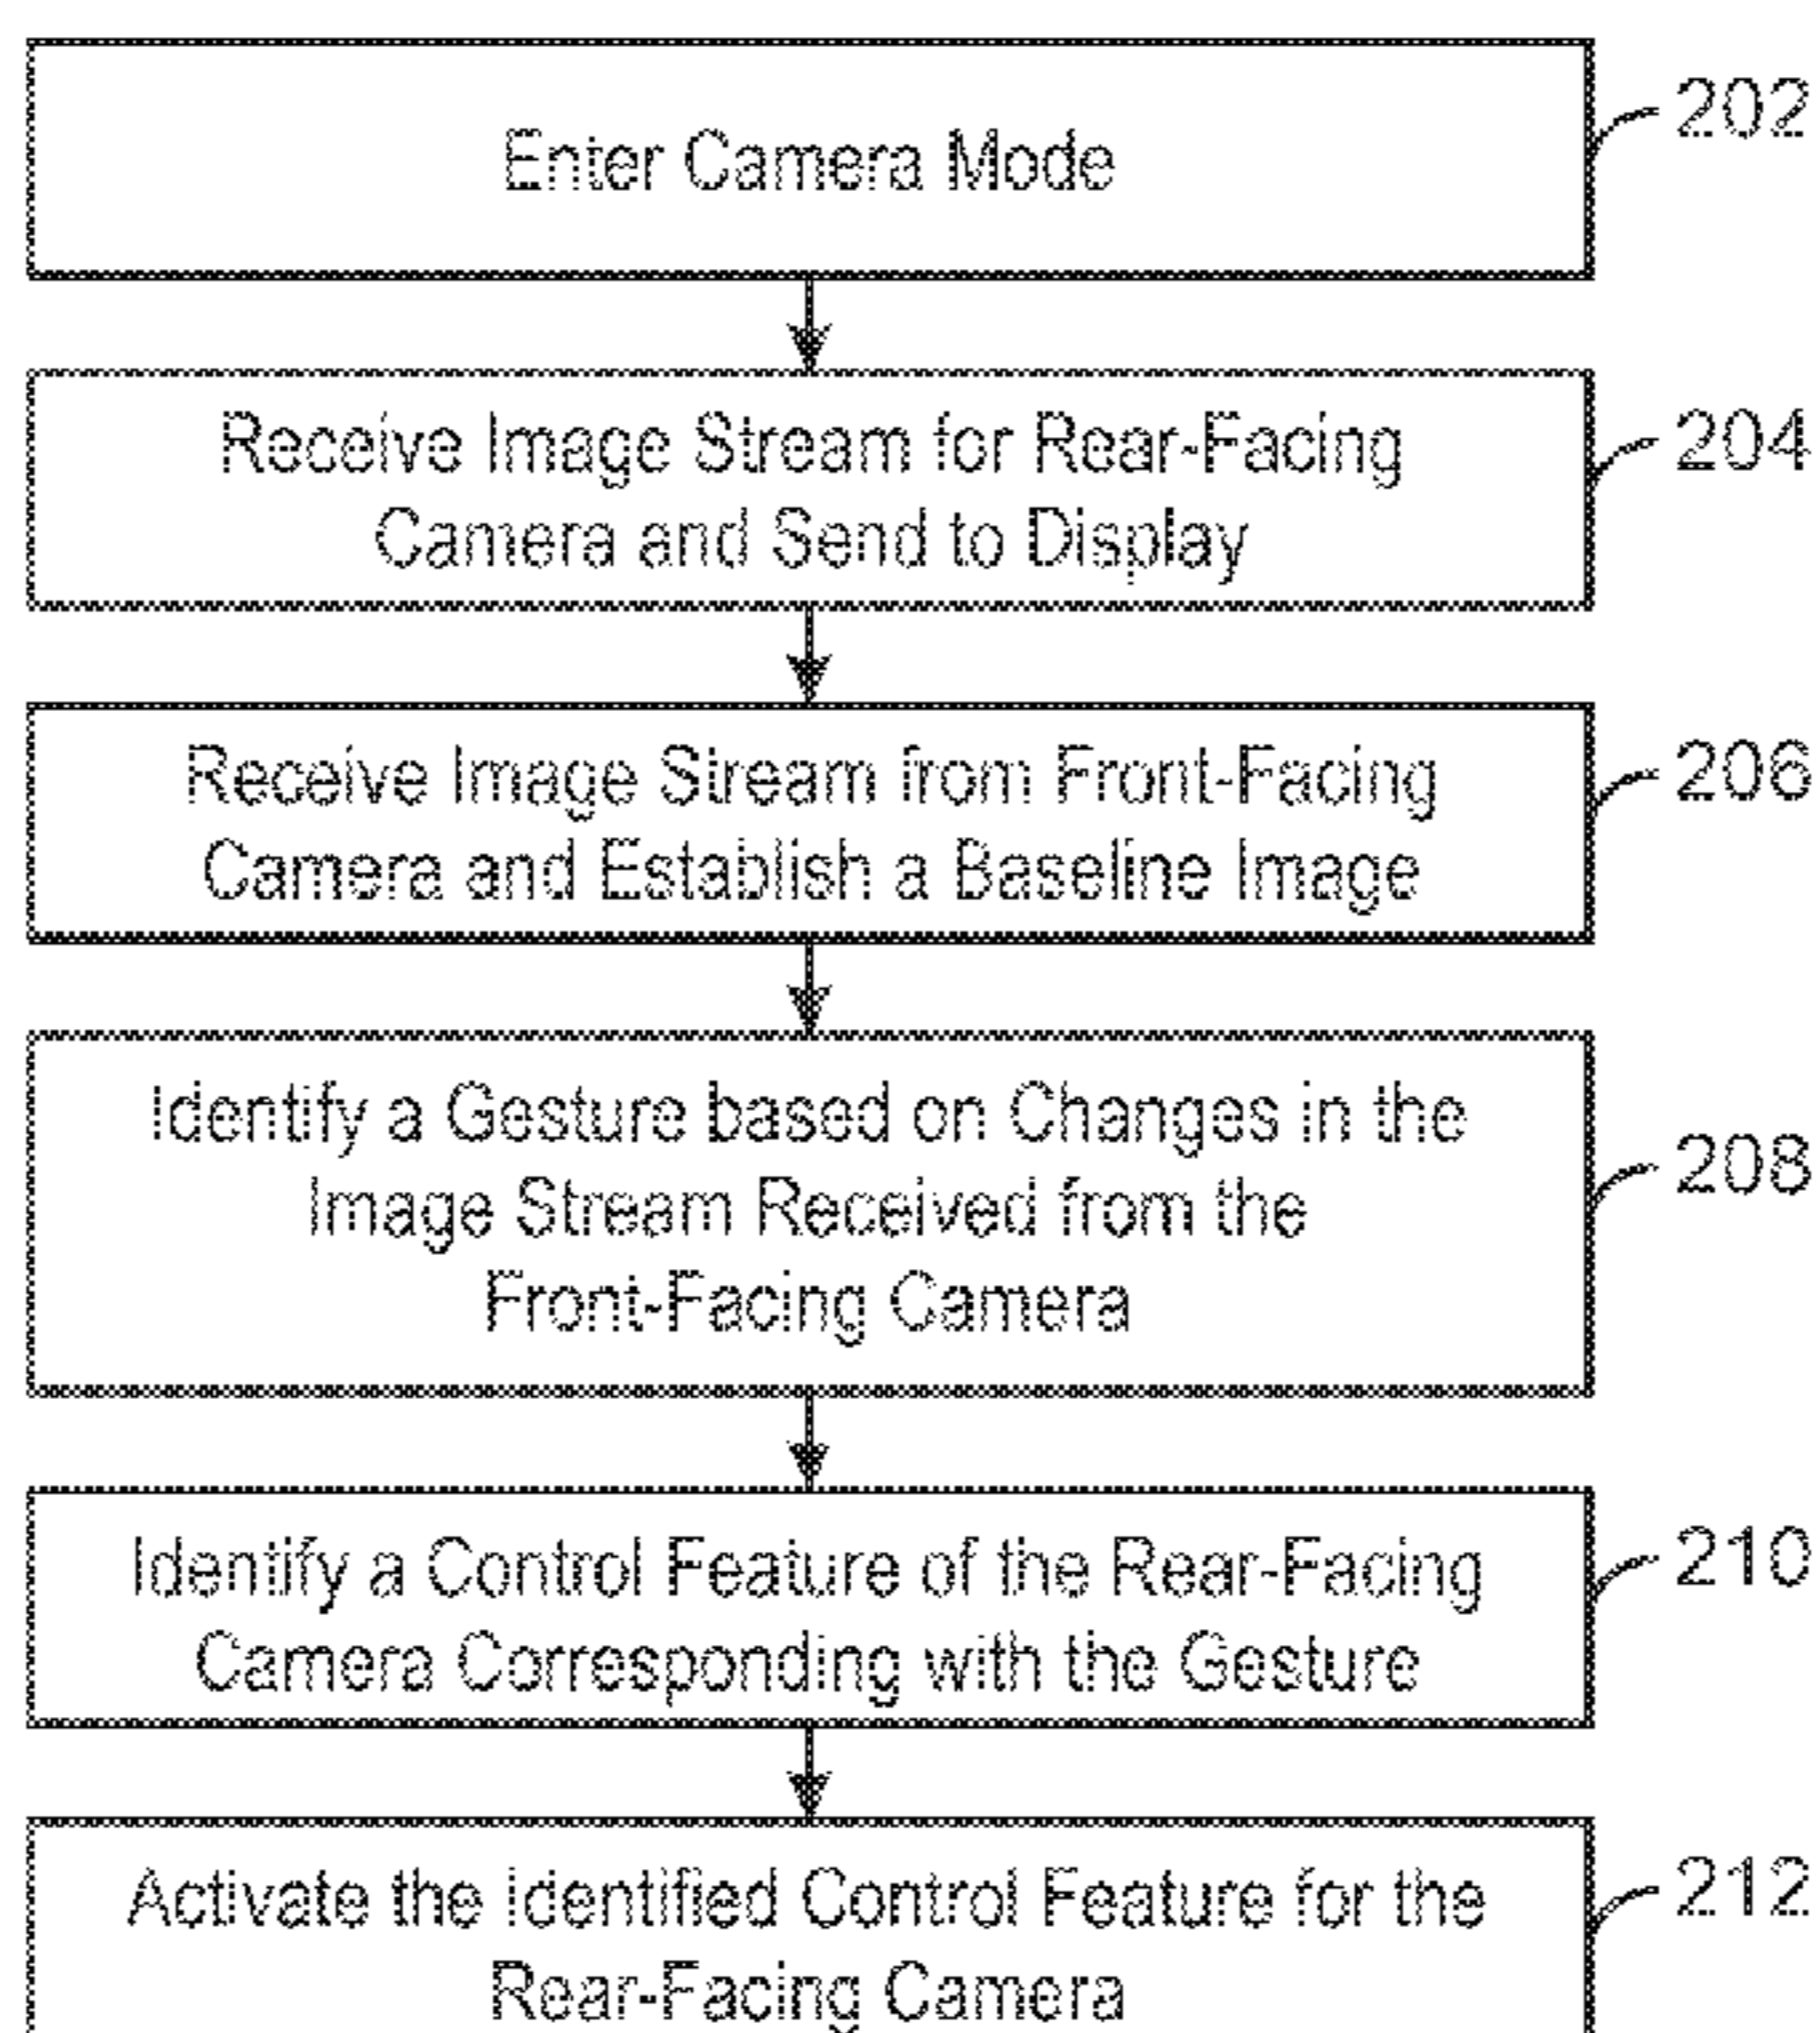 Enter Camera Mode
202
Receive Image Stream for Rear-Facing
Camera and Send to Display
204
Receive Image Stream from Front-Facing
Camera and Establish a Baseline Image
206
Identify a Gesture based on Changes in the
Image Stream Received from the
Front-Facing Camera
208
Identify a Control Feature of the Rear-Facing
Camera Corresponding with the Gesture
210
Activate the Identified Control Feature for the
Rear-Facing Camera
212